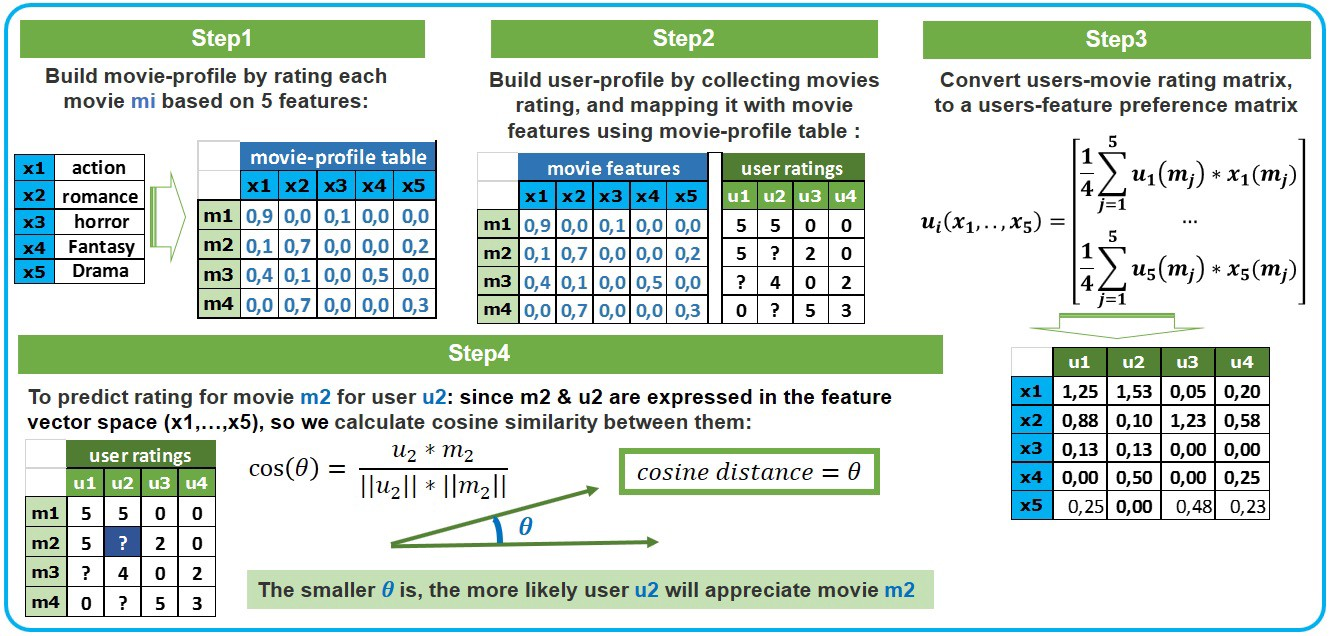 Step1
Build movie-profile by rating each
movie mi based on 5 features:
x1 action
x2 romance
x3 horror
x4 Fantasy
x5 Drama
movie-profile table
x1 x2 x3 x4 x5
m1 0,9 0,0 0,1 0,0 0,0
m2 0,1 0,7 0,0 0,0 0,2
m3 0,4 0,1 0,0 0,5 0,0
m4 0,0 0,7 0,0 0,0 0,3
Step2
Build user-profile by collecting movies
rating, and mapping it with movie
features using movie-profile table :
movie features user ratings
x1 x2 x3 x4 x5 u1 u2 u3 u4
m1 0,9 0,0 0,1 0,0 0,0 5 5 0 0
m2 0,1 0,7 0,0 0,0 0,2 5 ? 2 0
m3 0,4 0,1 0,0 0,5 0,0 ? 4 0 2
m4 0,0 0,7 0,0 0,0 0,3 0 ? 5 3
Step3
Convert users-movie rating matrix,
to a users-feature preference matrix
u_i(x_1,..,x_5) = [ 1/4 ∑_{j=1}^{5} u_1(m_j) * x_1(m_j)
...
1/4 ∑_{j=1}^{5} u_5(m_j) * x_5(m_j) ]
u1 u2 u3 u4
x1 1,25 1,53 0,05 0,20
x2 0,88 0,10 1,23 0,58
x3 0,13 0,13 0,00 0,00
x4 0,00 0,50 0,00 0,25
x5 0,25 0,00 0,48 0,23
Step4
To predict rating for movie m2 for user u2: since m2 & u2 are expressed in the feature
vector space (x1,...,x5), so we calculate cosine similarity between them:
user ratings
u1 u2 u3 u4
m1 5 5 0 0
m2 5 ? 2 0
m3 ? 4 0 2
m4 0 ? 5 3
cos(θ) = u_2 * m_2 / ||u_2|| * ||m_2||
cosine distance = θ
θ
The smaller θ is, the more likely user u2 will appreciate movie m2